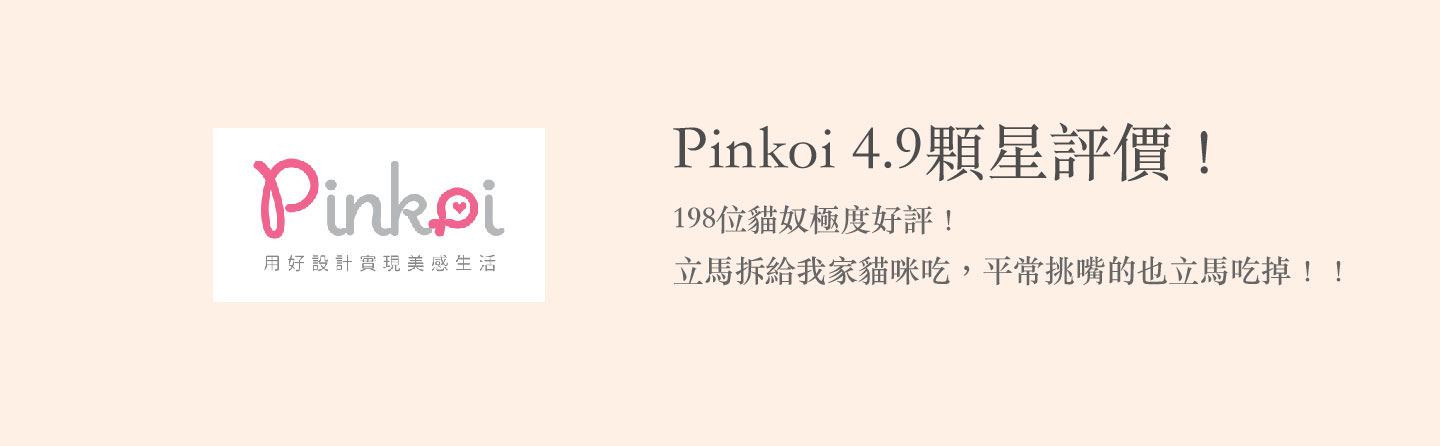 Pinkoi
用好設計實現美感生活
Pinkoi 4.9顆星評價！
198位貓奴極度好評！
立馬拆給我家貓咪吃，平常挑嘴的也立馬吃掉！！